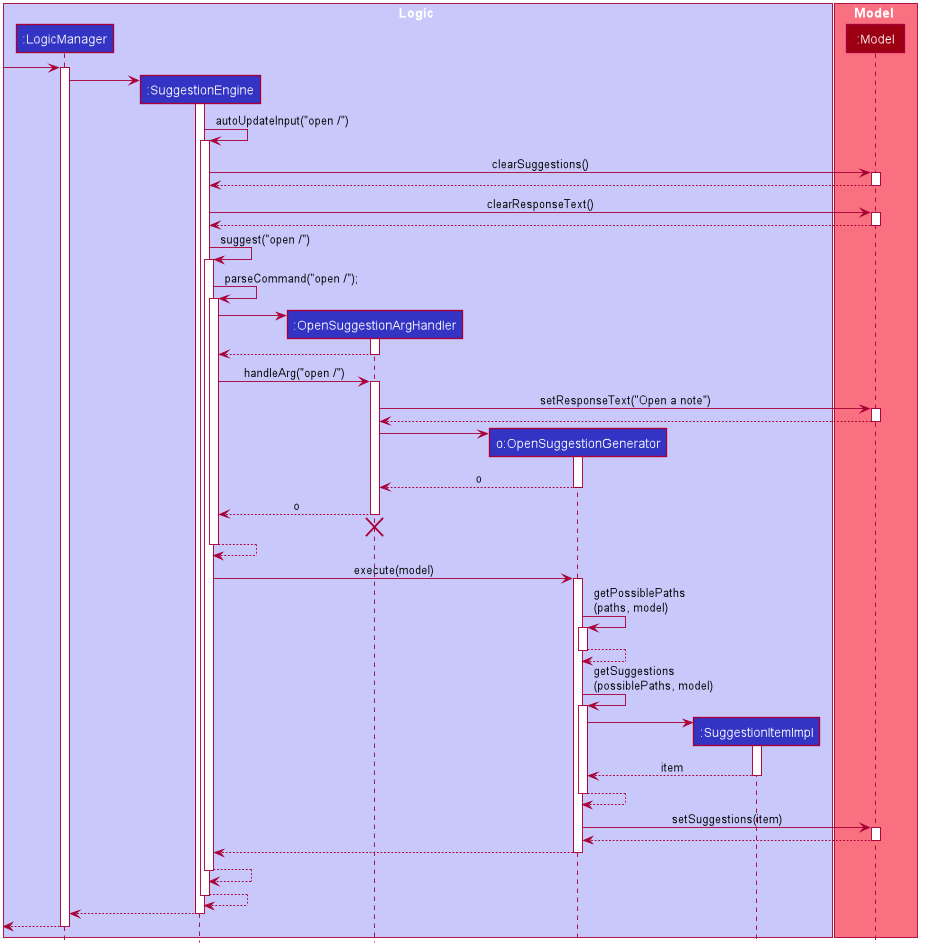 Logic
Model
:LogicManager
:Model
:SuggestionEngine
autoUpdateInput("open /")
clearSuggestions()
clearResponseText()
suggest("open /")
parseCommand("open /");
:OpenSuggestionArgHandler
handleArg("open /")
setResponseText("Open a note")
o:OpenSuggestionGenerator
o
o
execute(model)
getPossiblePaths
(paths, model)
getSuggestions
(possiblePaths, model)
:SuggestionItemImpl
item
setSuggestions(item)